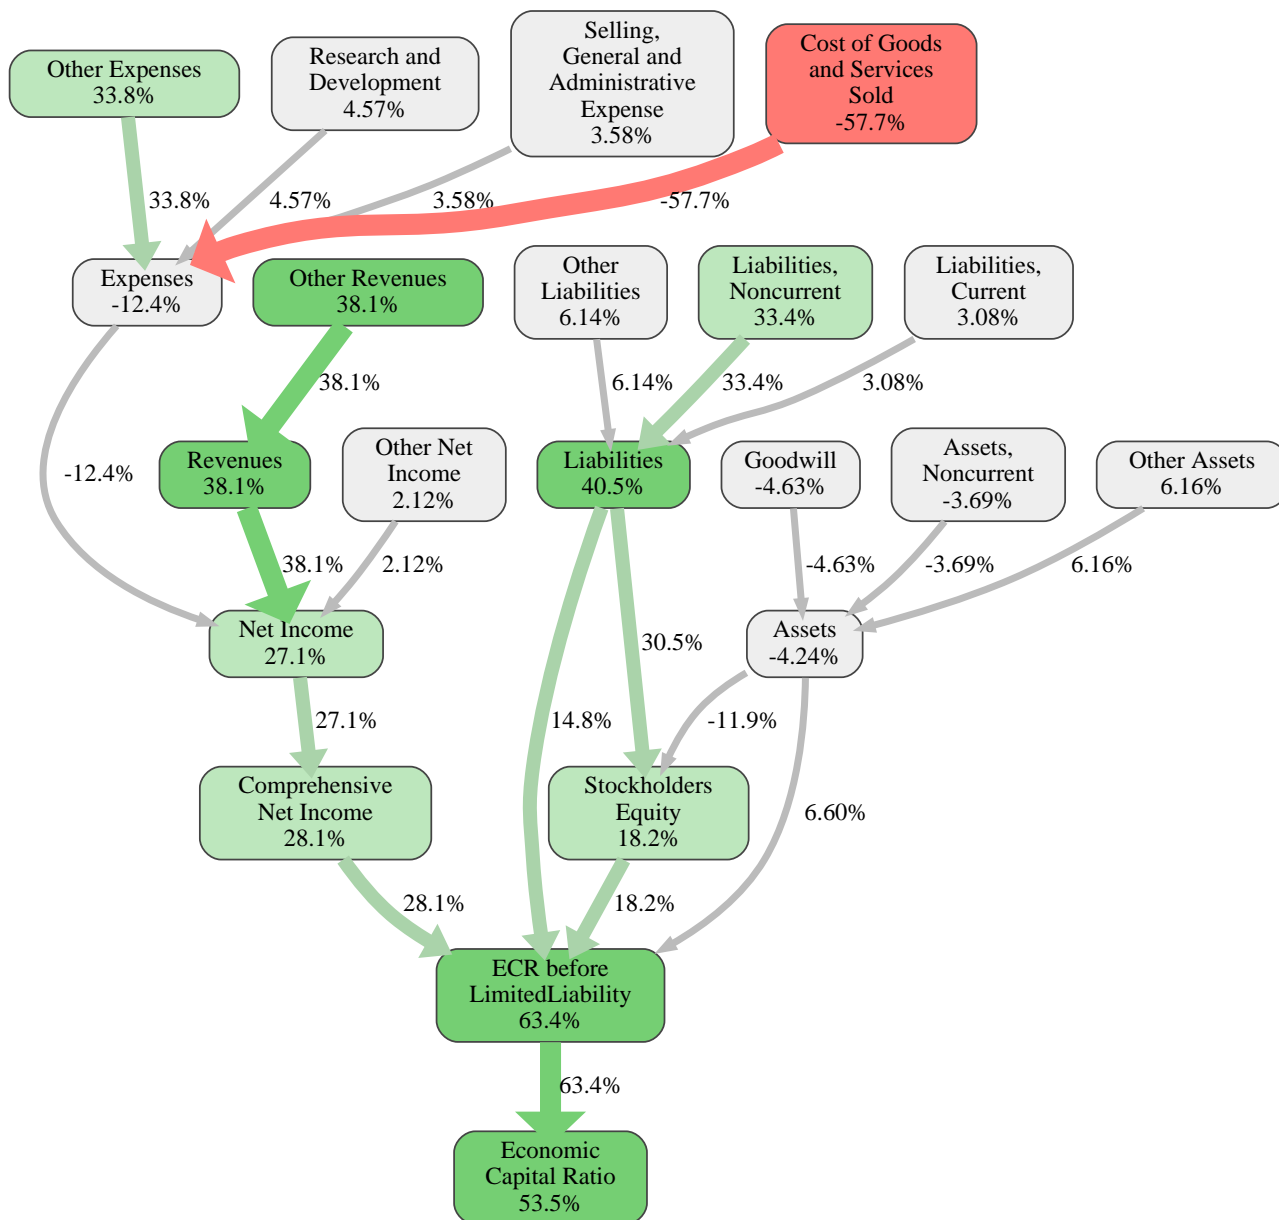 Other Expenses
33.8%
Research and
Development
4.57%
Selling,
General and
Administrative
Expense
3.58%
Cost of Goods
and Services
Sold
-57.7%
33.8%
4.57%
3.58%
-57.7%
Expenses
-12.4%
Other Revenues
38.1%
Other
Liabilities
6.14%
Liabilities,
Noncurrent
33.4%
Liabilities,
Current
3.08%
38.1%
6.14%
33.4%
3.08%
-12.4%
Revenues
38.1%
Other Net
Income
2.12%
Liabilities
40.5%
Goodwill
-4.63%
Assets,
Noncurrent
-3.69%
Other Assets
6.16%
38.1%
2.12%
-4.63%
-3.69%
6.16%
Net Income
27.1%
Assets
-4.24%
30.5%
27.1%
14.8%
-11.9%
Comprehensive
Net Income
28.1%
Stockholders
Equity
18.2%
6.60%
28.1%
18.2%
ECR before
LimitedLiability
63.4%
63.4%
Economic
Capital Ratio
53.5%